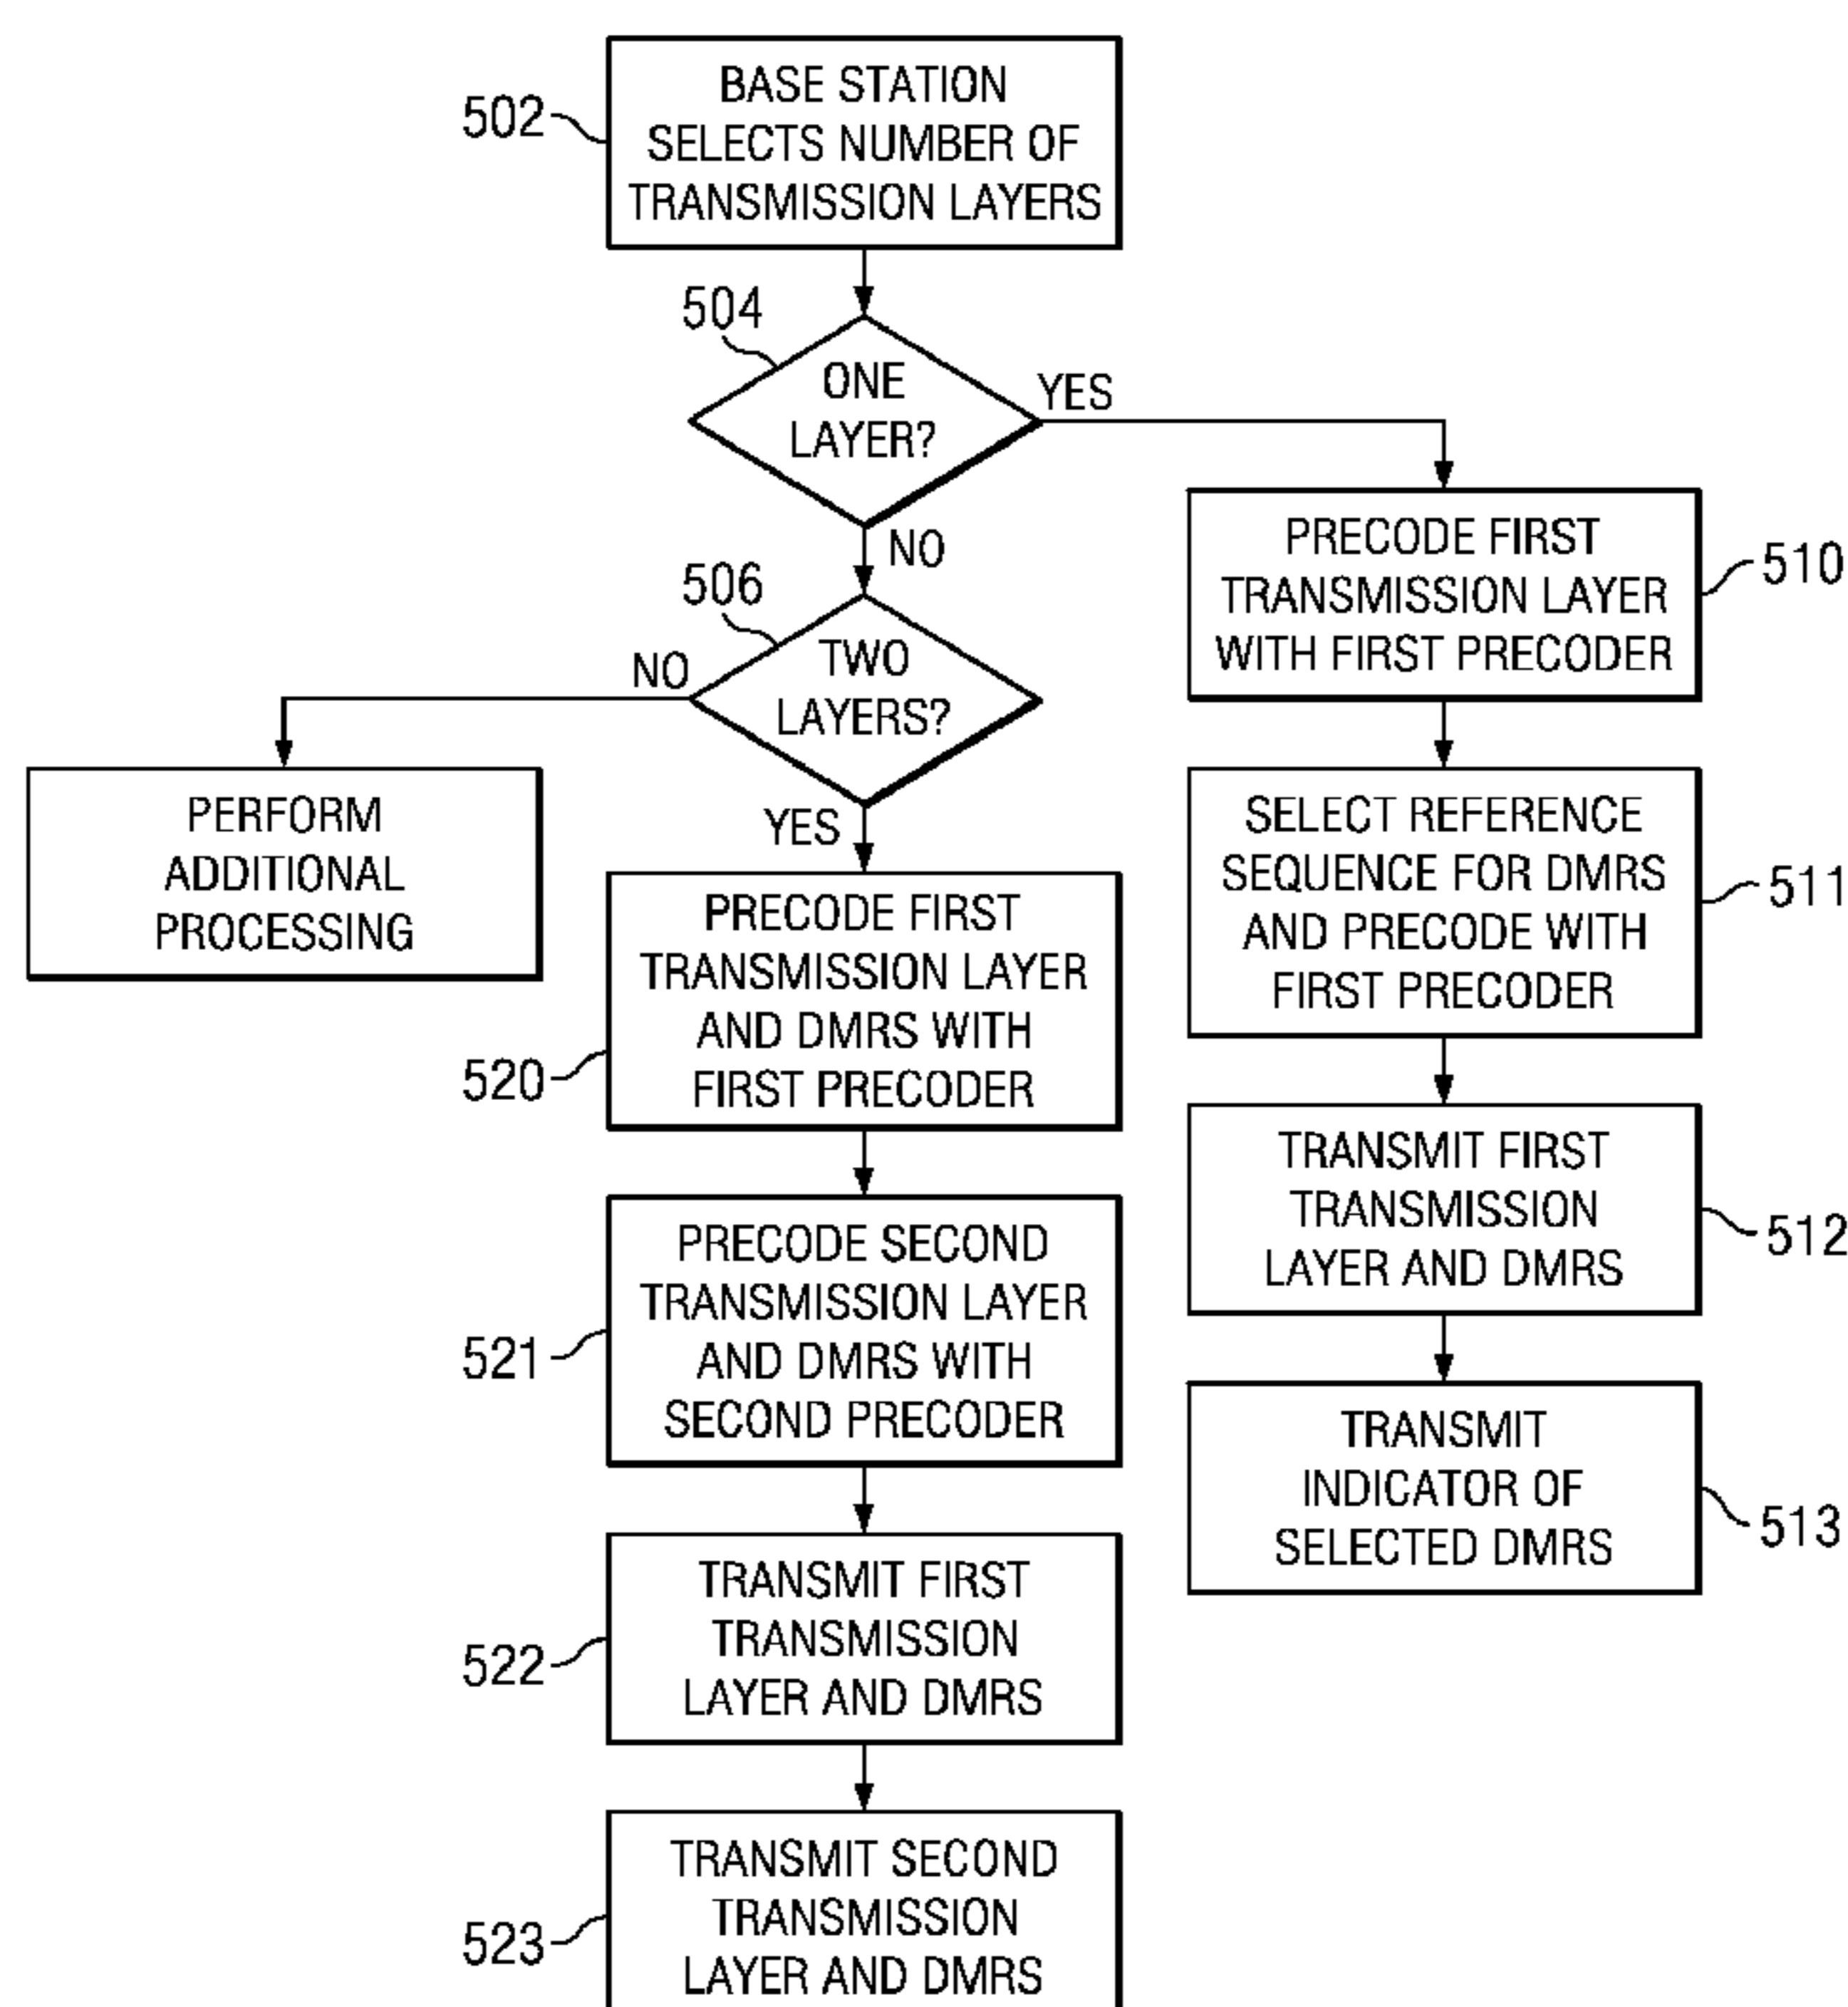 BASE STATION
SELECTS NUMBER OF
TRANSMISSION LAYERS
502
504
ONE
LAYER?
YES
NO
506
TWO
LAYERS?
NO
YES
PERFORM
ADDITIONAL
PROCESSING
PRECODE FIRST
TRANSMISSION LAYER
WITH FIRST PRECODER
510
SELECT REFERENCE
SEQUENCE FOR DMRS
AND PRECODE WITH
FIRST PRECODER
511
TRANSMIT FIRST
TRANSMISSION
LAYER AND DMRS
512
TRANSMIT
INDICATOR OF
SELECTED DMRS
513
PRECODE FIRST
TRANSMISSION LAYER
AND DMRS WITH
FIRST PRECODER
520
PRECODE SECOND
TRANSMISSION LAYER
AND DMRS WITH
SECOND PRECODER
521
TRANSMIT FIRST
TRANSMISSION
LAYER AND DMRS
522
TRANSMIT SECOND
TRANSMISSION
LAYER AND DMRS
523